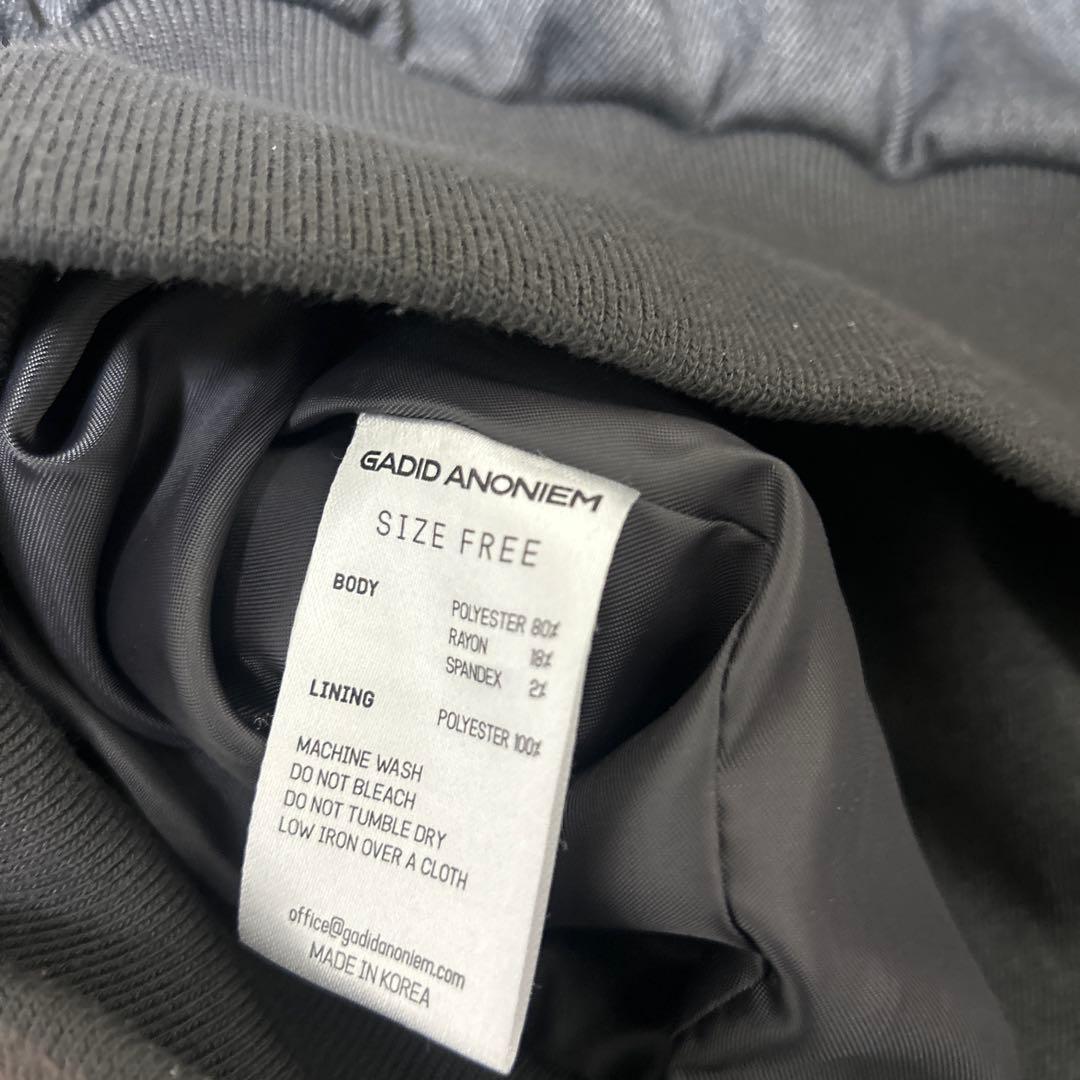 GADID ANONIEM
SIZE FREE
BODY
POLYESTER 80%
RAYON 18%
SPANDEX 2%
LINING
POLYESTER 100%
MACHINE WASH
DO NOT BLEACH
DO NOT TUMBLE DRY
LOW IRON OVER A CLOTH
office@gadidanoniem.com
MADE IN KOREA